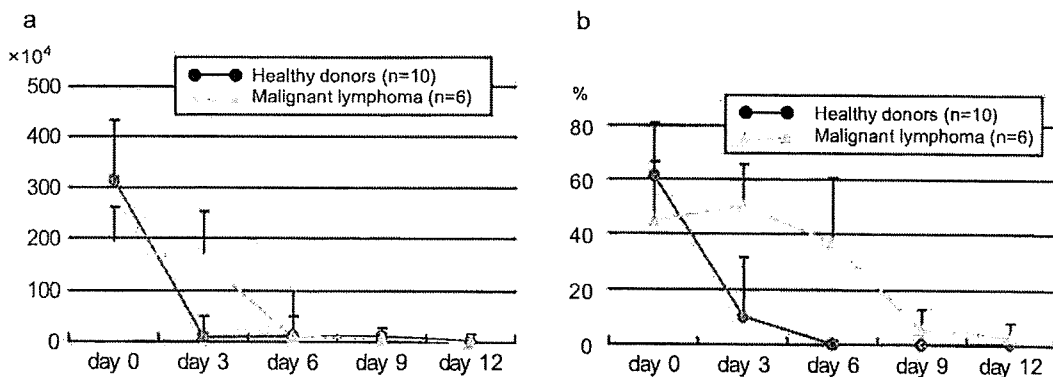 a
×10⁴
Healthy donors (n=10)
Malignant lymphoma (n=6)
500
400
300
200
100
0
day 0 day 3 day 6 day 9 day 12
b
%
Healthy donors (n=10)
Malignant lymphoma (n=6)
80
60
40
20
0
day 0 day 3 day 6 day 9 day 12